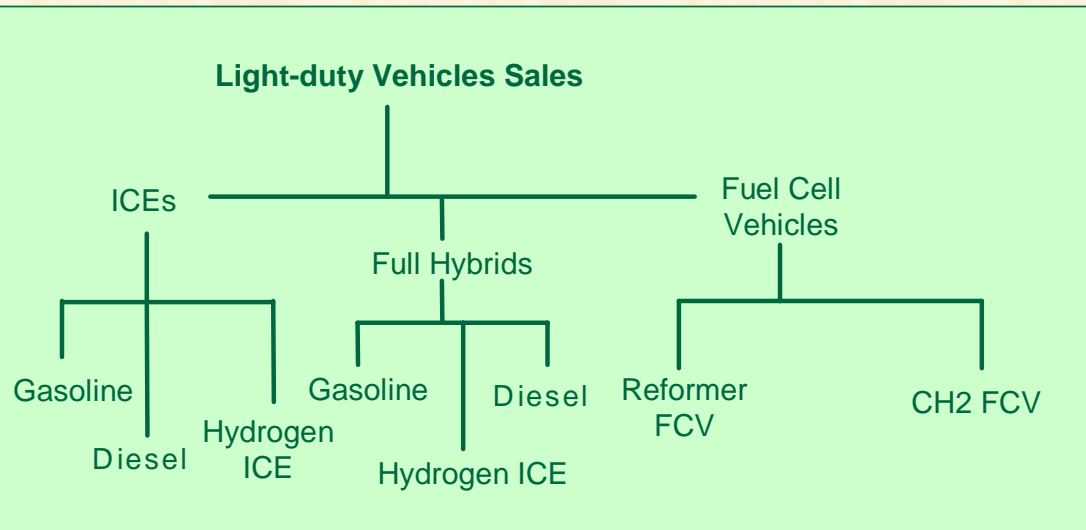 Light-duty Vehicles Sales
ICEs
Fuel Cell
Vehicles
Full Hybrids
Gasoline
Diesel
Hydrogen
ICE
Gasoline
Hydrogen ICE
Diesel
Reformer
FCV
CH2 FCV